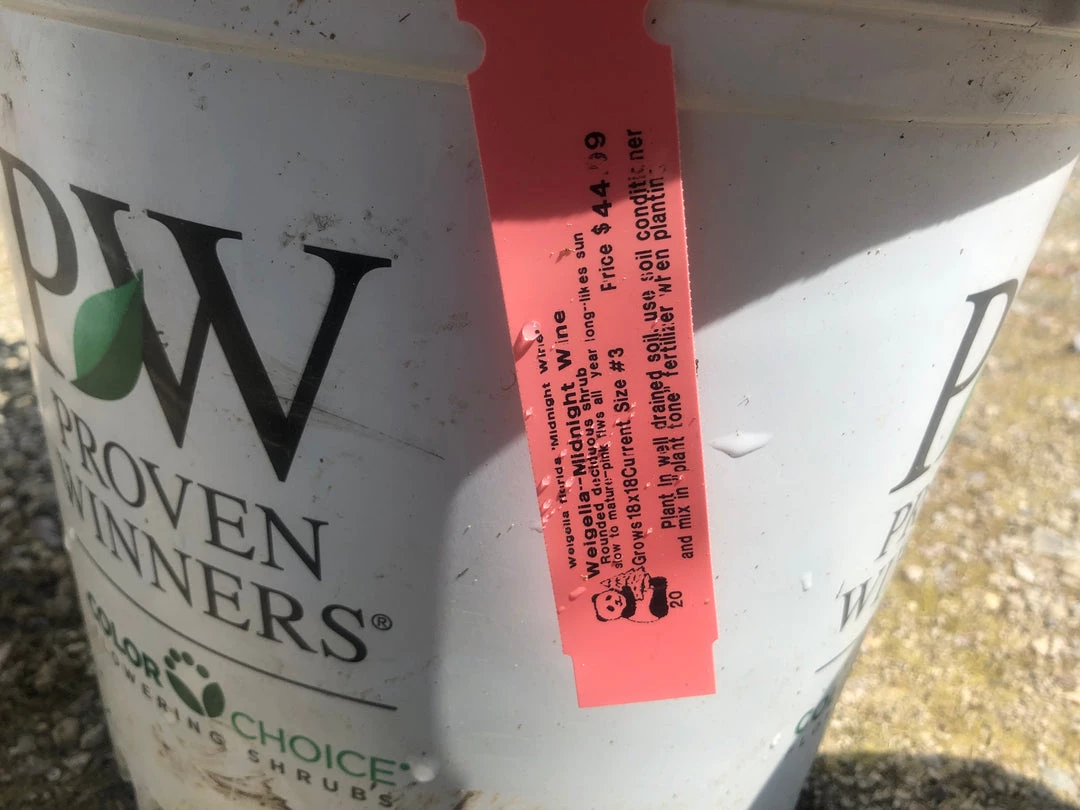 PW
PROVEN
WINNERS®
COLOR
CHOICE®
FLOWERING SHRUBS
Weigelia florida 'Midnight Wine'
Weigelia--Midnight Wine
Rounded deciduous shrub
slow to mature--pink flws all year long--likes sun
Grows 18x18 Current Size #3 Price $44.99
Plant in well drained soil, use soil conditioner
and mix in "plant tone" fertilizer when planting
20
P